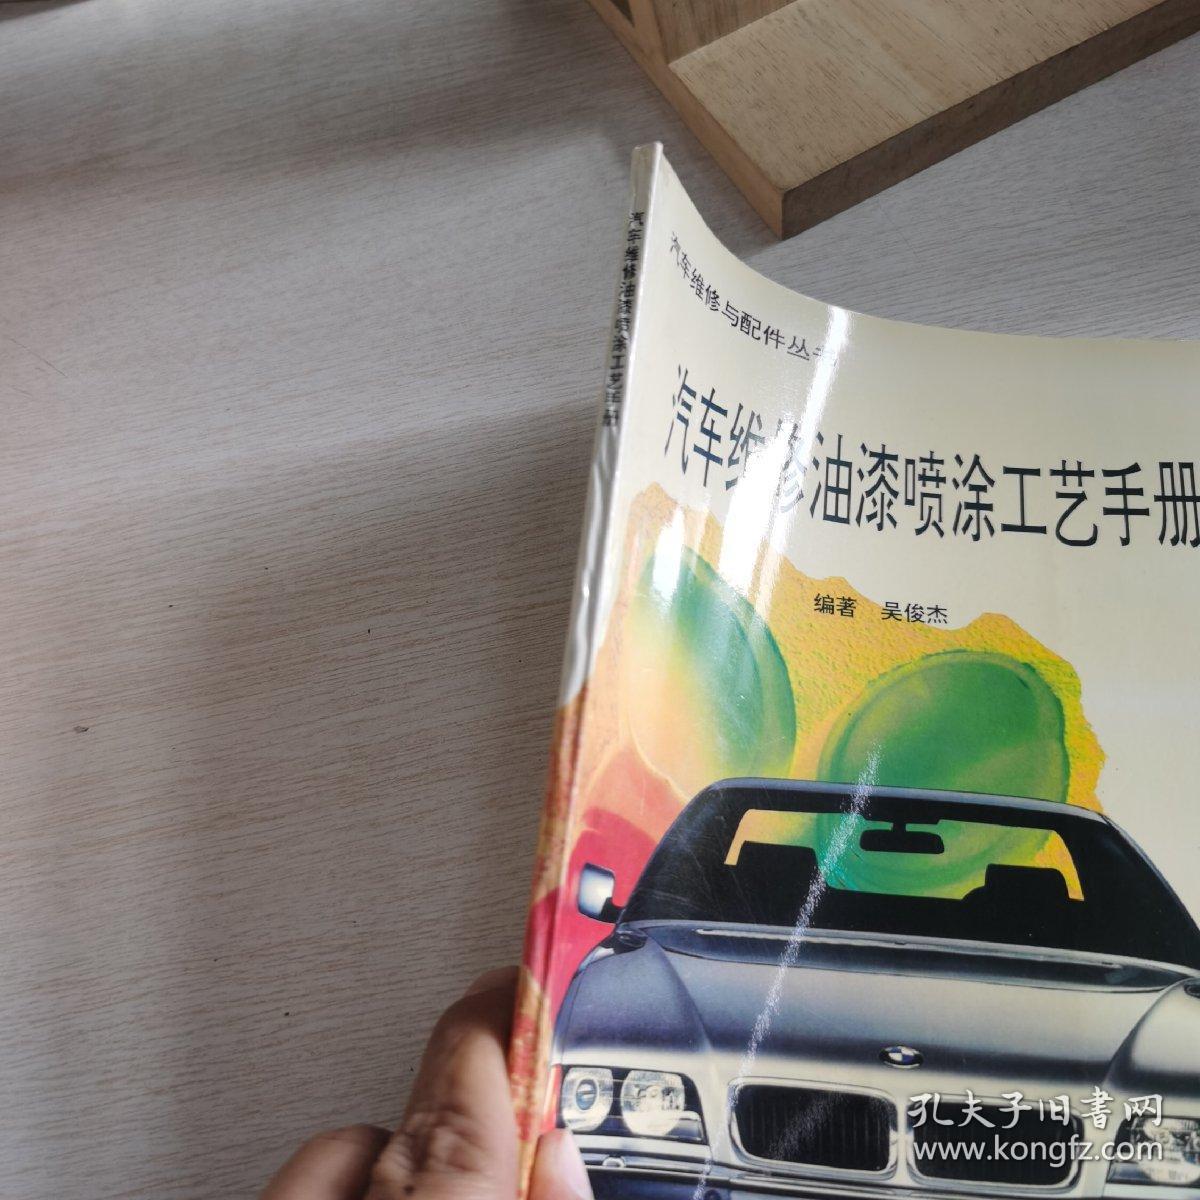 汽车维修油漆喷涂工艺手册
汽车维修与配件丛书
汽车维修油漆喷涂工艺手册
编著 吴俊杰
孔夫子旧書网
www.kongfz.com